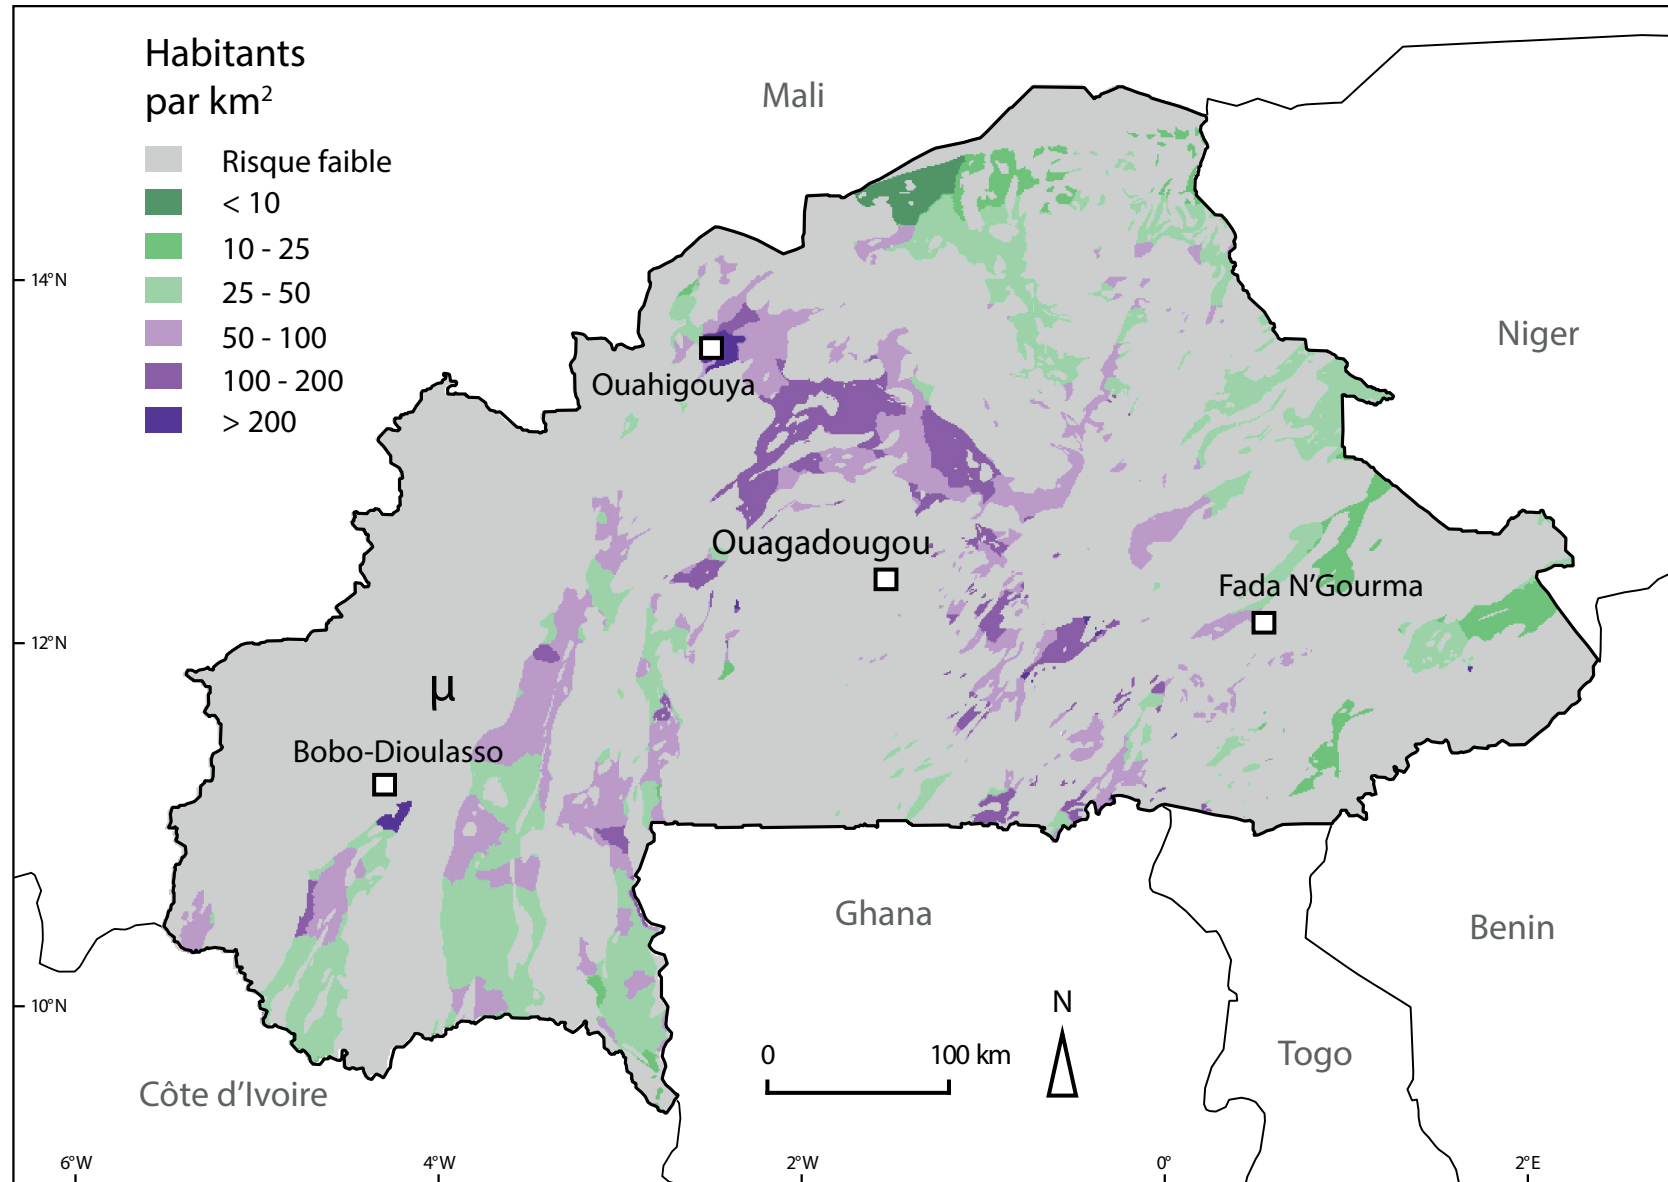 Habitants
par km²
Risque faible
< 10
10 - 25
25 - 50
50 - 100
100 - 200
> 200
Mali
Niger
14°N
Ouahigouya
Ouagadougou
Fada N'Gourma
12°N
µ
Bobo-Dioulasso
Ghana
Benin
10°N
N
0 100 km
Togo
Côte d'Ivoire
6°W 4°W 2°W 0° 2°E